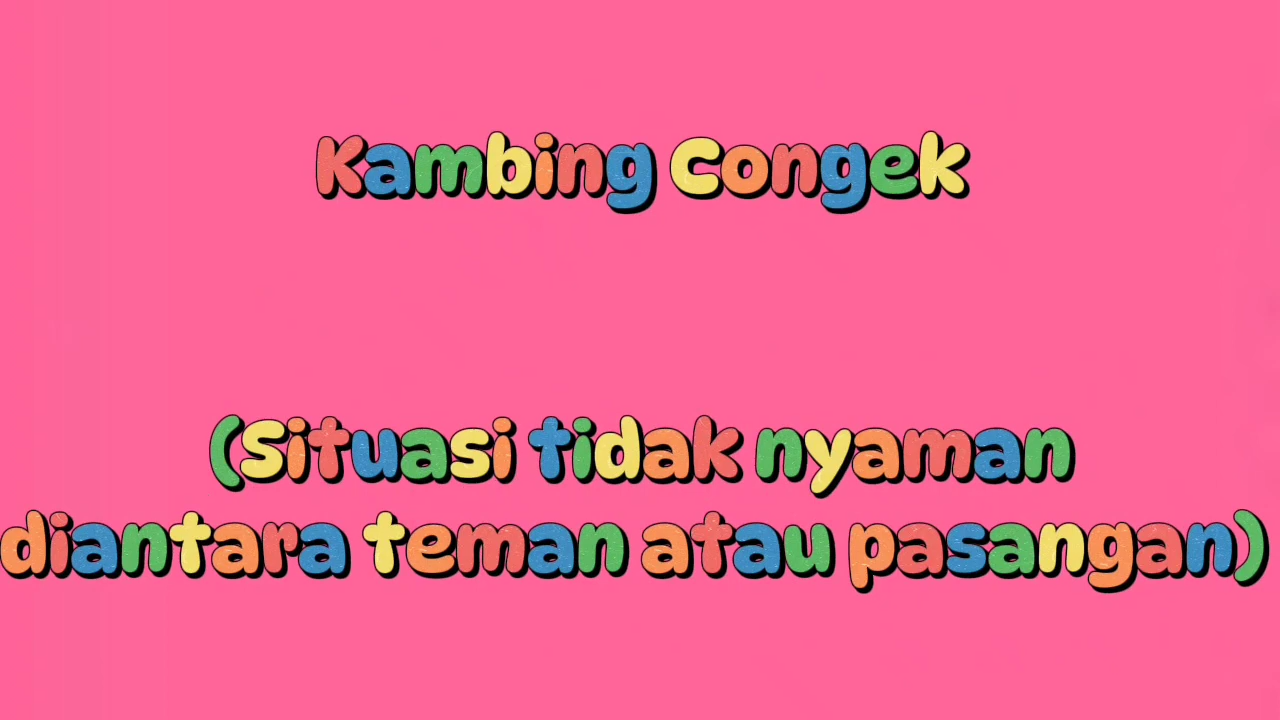 Kambing Congek
(Situasi tidak nyaman
diantara teman atau pasangan)